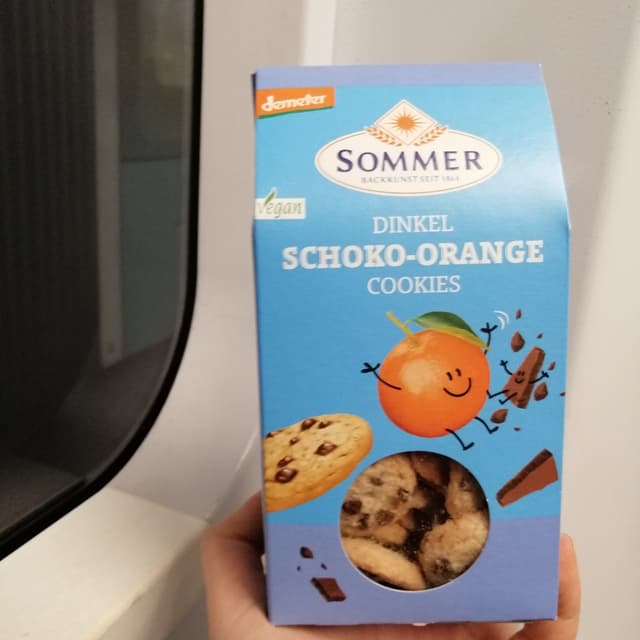 demeter
SOMMER
BACKKUNST SEIT 1864
Vegan
DINKEL
SCHOKO-ORANGE
COOKIES